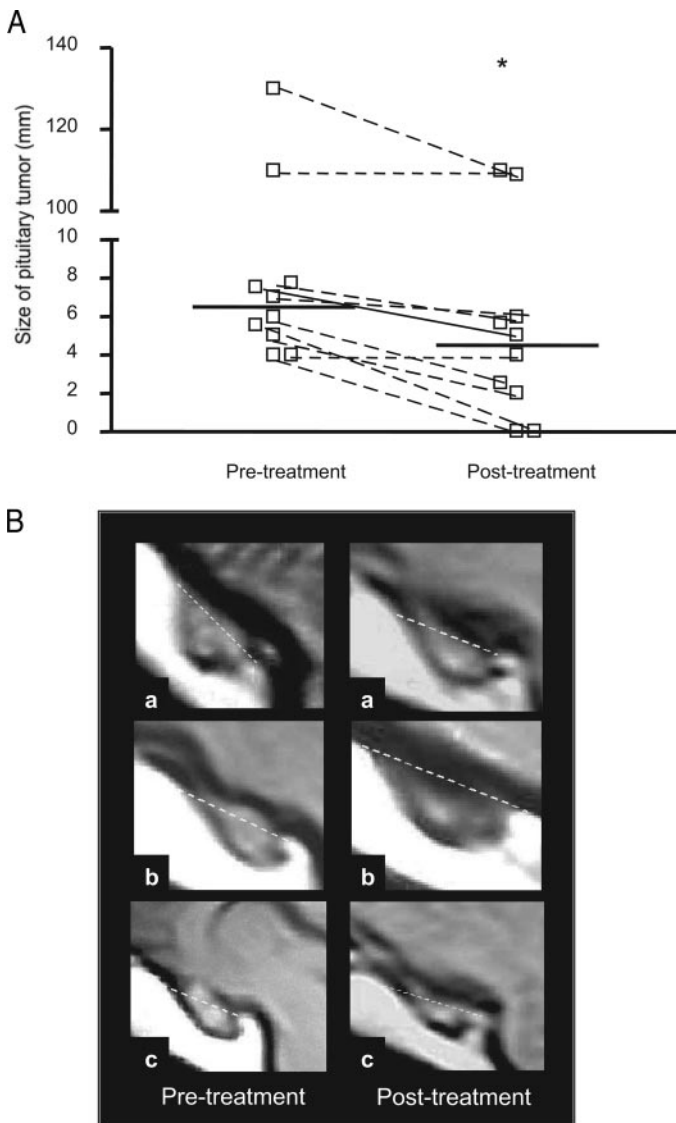 A
140
*
120
100
10
8
6
4
2
0
Size of pituitary tumor (mm)
Pre-treatment Post-treatment
B
a a
b b
c c
Pre-treatment Post-treatment